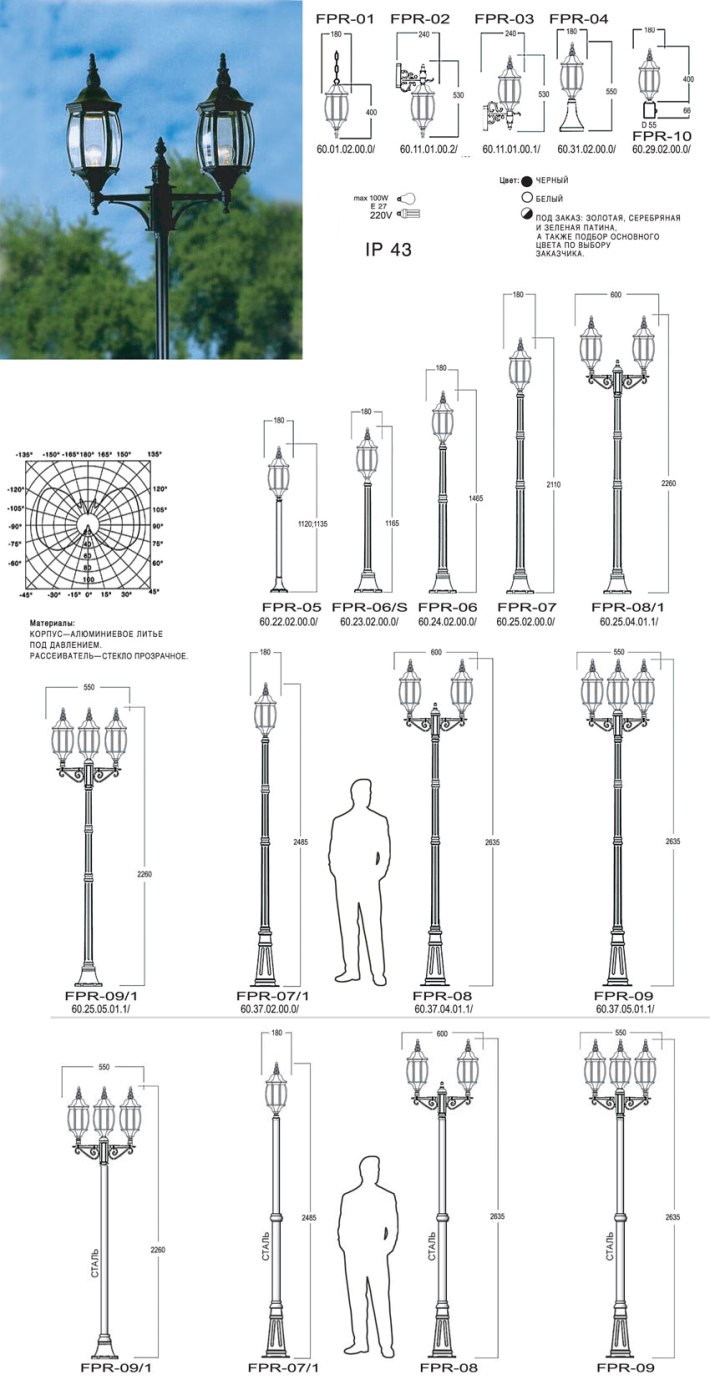 FPR-01 FPR-02 FPR-03 FPR-04
180 240 240 180 180
400 530 530 550 400
66
D 55
FPR-10
60.01.02.00.0/ 60.11.01.00.2/ 60.11.01.00.1/ 60.31.02.00.0/ 60.29.02.00.0/
Цвет: ЧЕРНЫЙ
БЕЛЫЙ
ПОД ЗАКАЗ: ЗОЛОТАЯ, СЕРЕБРЯНАЯ
И ЗЕЛЕНАЯ ПАТИНА,
А ТАКЖЕ ПОДБОР ОСНОВНОГО
ЦВЕТА ПО ВЫБОРУ
ЗАКАЗЧИКА.
max 100W
E 27
220V
IP 43
180 180 180 180 600
1120;1135 1165 1465 2110 2260
FPR-05 FPR-06/S FPR-06 FPR-07 FPR-08/1
60.22.02.00.0/ 60.23.02.00.0/ 60.24.02.00.0/ 60.25.02.00.0/ 60.25.04.01.1/
-135° -150° -165° 180° 165° 150° 135°
-120° 120°
-105° 105°
-90° 90°
-75° 75°
-60° 60°
40
60
80
100
-45° -30° -15° 0° 15° 30° 45°
Материалы:
КОРПУС—АЛЮМИНИЕВОЕ ЛИТЬЕ
ПОД ДАВЛЕНИЕМ.
РАССЕИВАТЕЛЬ—СТЕКЛО ПРОЗРАЧНОЕ.
550 180 600 550
2260 2485 2635 2635
FPR-09/1 FPR-07/1 FPR-08 FPR-09
60.25.05.01.1/ 60.37.02.00.0/ 60.37.04.01.1/ 60.37.05.01.1/
550 180 600 550
2260 2485 2635 2635
СТАЛЬ СТАЛЬ СТАЛЬ СТАЛЬ
FPR-09/1 FPR-07/1 FPR-08 FPR-09